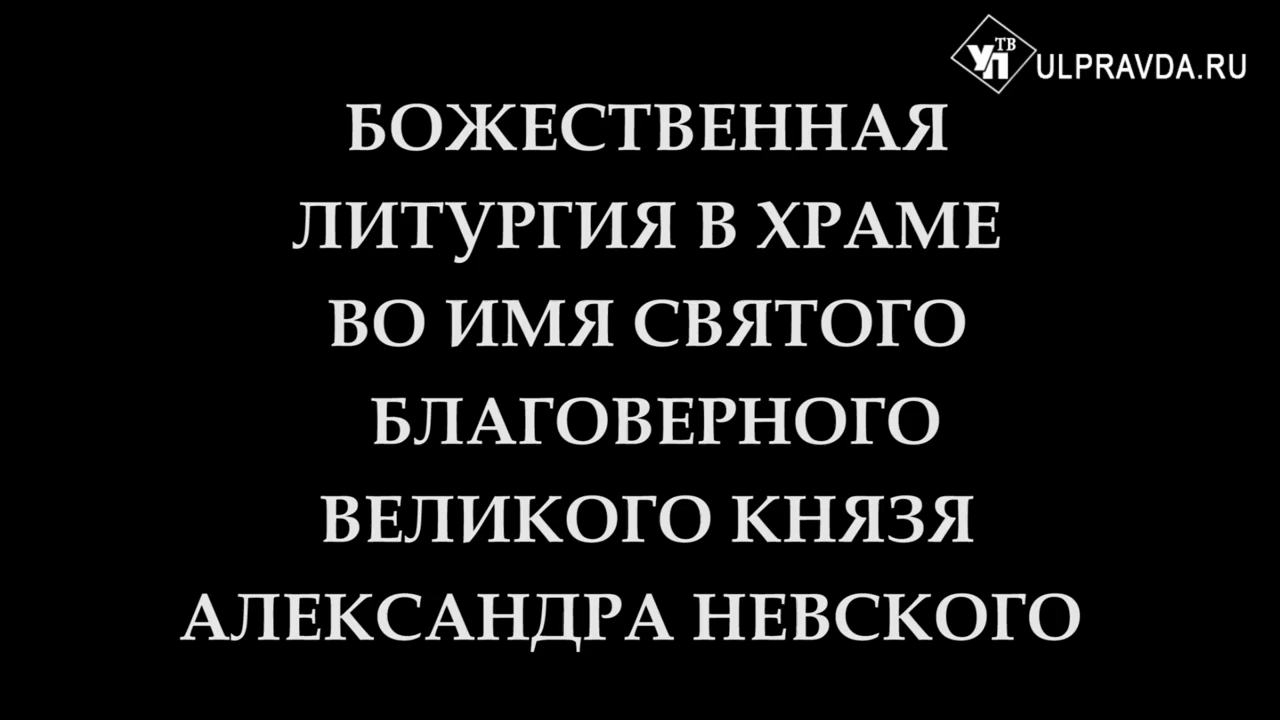 УП ТВ ULPRAVDA.RU
БОЖЕСТВЕННАЯ
ЛИТУРГИЯ В ХРАМЕ
ВО ИМЯ СВЯТОГО
БЛАГОВЕРНОГО
ВЕЛИКОГО КНЯЗЯ
АЛЕКСАНДРА НЕВСКОГО